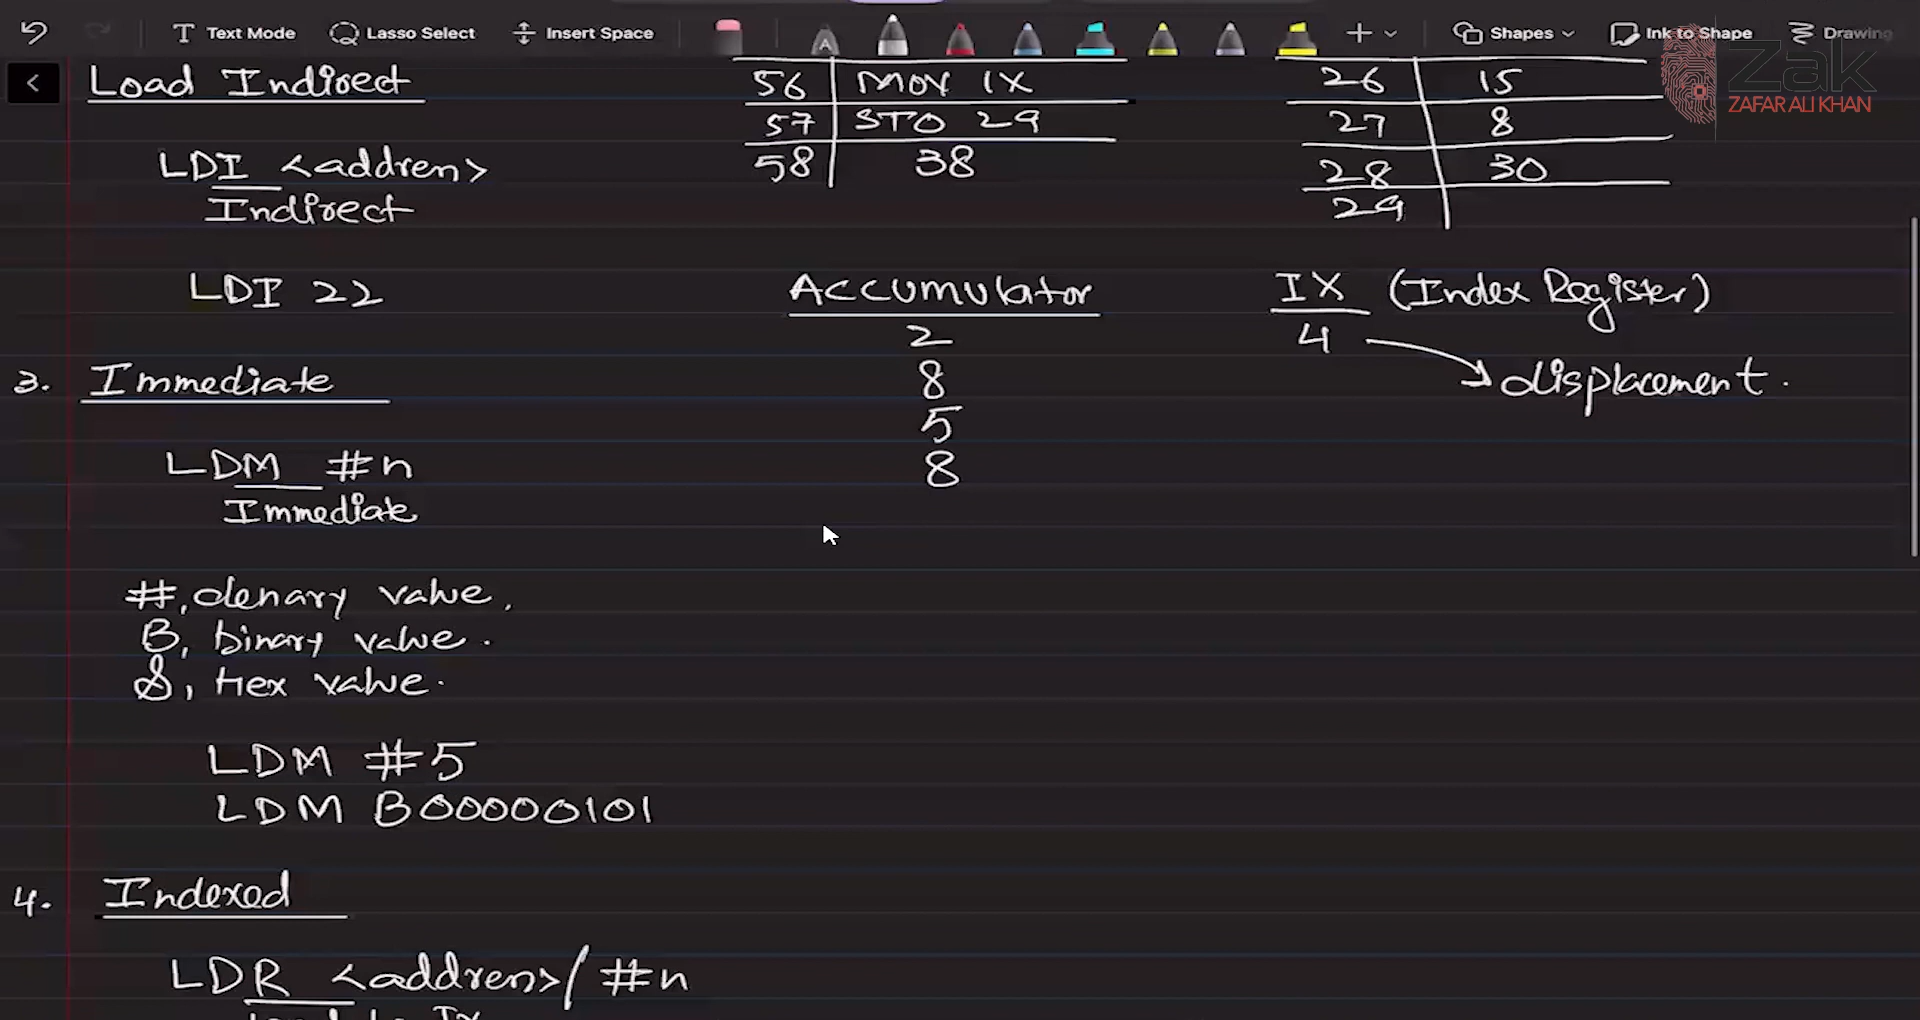 Text Mode Lasso Select Insert Space Shapes Ink to Shape Drawing
Zak
ZAFAR ALI KHAN
Load Indirect
LDI <address>
Indirect
LDI 22
56 MOV IX
57 STO 29
58 38
26 15
27 8
28 30
29
Accumulator
2
8
5
8
IX (Index Register)
4
displacement.
3. Immediate
LDM #n
Immediate
#, denary value.
B, binary value.
&, Hex value.
LDM #5
LDM B00000101
4. Indexed
LDR <address>/ #n